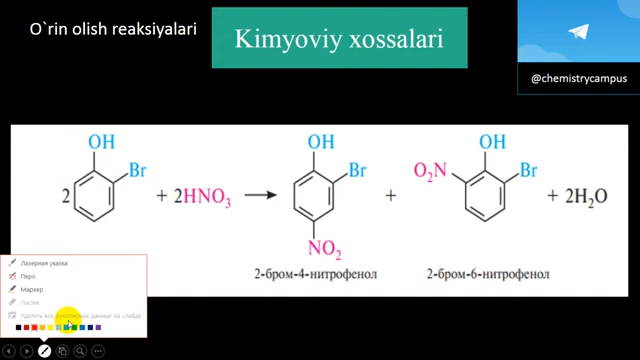 O`rin olish reaksiyalari
Kimyoviy xossalari
@chemistrycampus
OH OH OH
Br Br O₂N Br
2 + 2HNO₃ → + + 2H₂O
NO₂
2-бром-4-нитрофенол 2-бром-6-нитрофенол
Лазерная указка
Перо
Маркер
Ластик
Удалить все рукописные данные на слайде